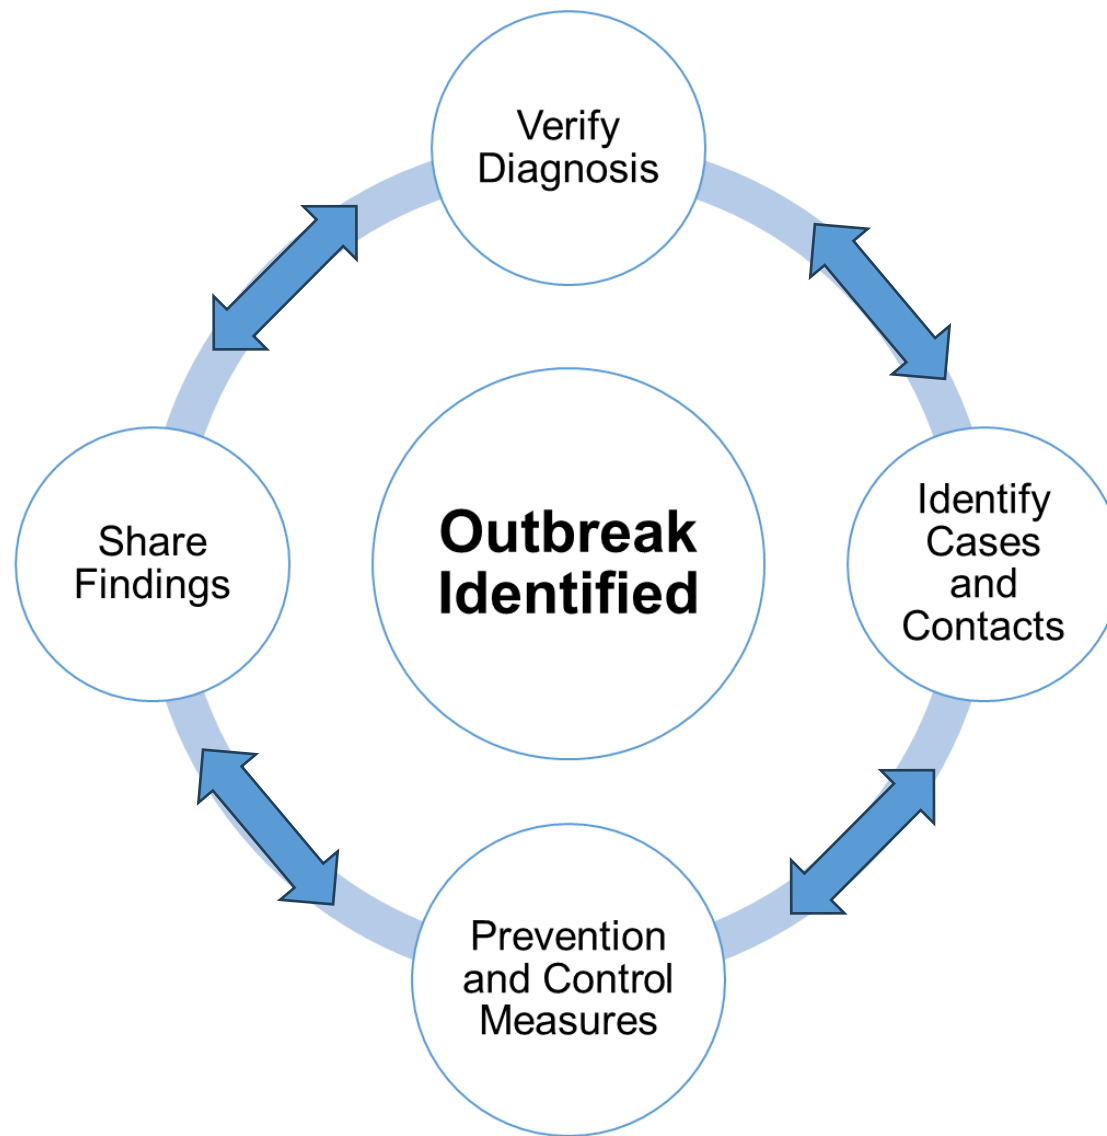 Verify
Diagnosis
Identify
Cases
and
Contacts
Prevention
and Control
Measures
Share
Findings
Outbreak
Identified